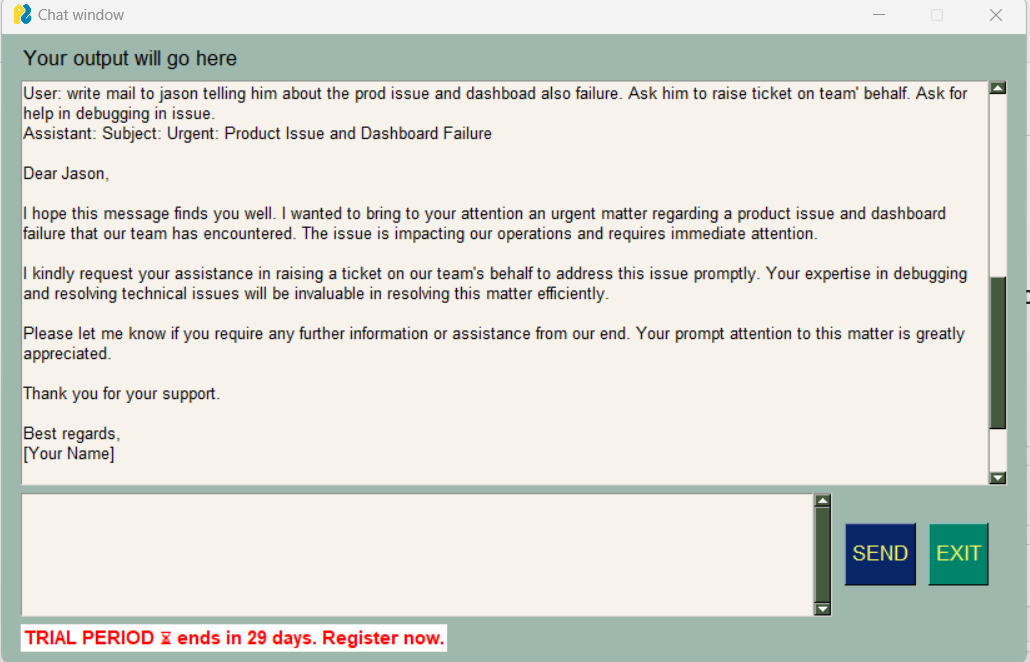 Chat window
Your output will go here
User: write mail to jason telling him about the prod issue and dashboad also failure. Ask him to raise ticket on team' behalf. Ask for
help in debugging in issue.
Assistant: Subject: Urgent: Product Issue and Dashboard Failure
Dear Jason,
I hope this message finds you well. I wanted to bring to your attention an urgent matter regarding a product issue and dashboard
failure that our team has encountered. The issue is impacting our operations and requires immediate attention.
I kindly request your assistance in raising a ticket on our team's behalf to address this issue promptly. Your expertise in debugging
and resolving technical issues will be invaluable in resolving this matter efficiently.
Please let me know if you require any further information or assistance from our end. Your prompt attention to this matter is greatly
appreciated.
Thank you for your support.
Best regards,
[Your Name]
SEND EXIT
TRIAL PERIOD ⌛ ends in 29 days. Register now.